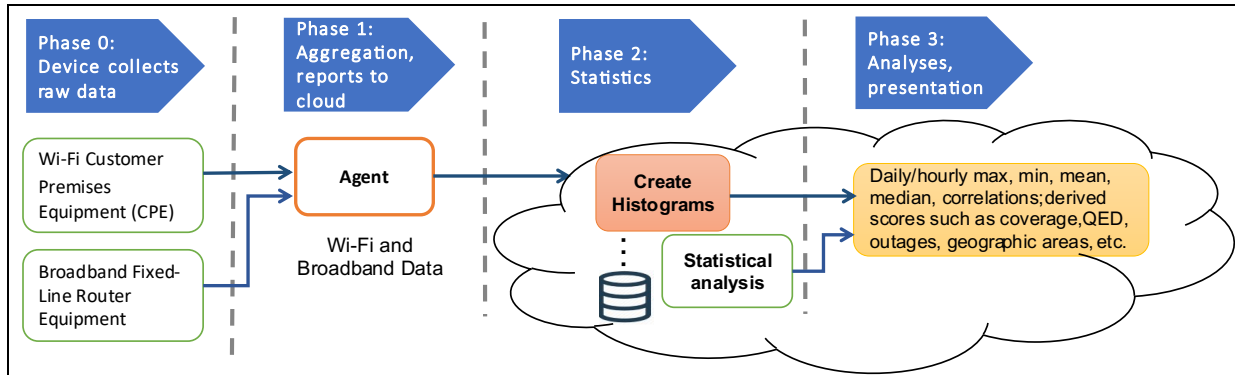 Phase 0:
Device collects
raw data
Phase 1:
Aggregation,
reports to
cloud
Phase 2:
Statistics
Phase 3:
Analyses,
presentation
Wi-Fi Customer
Premises
Equipment (CPE)
Broadband Fixed-
Line Router
Equipment
Agent
Wi-Fi and
Broadband Data
Create
Histograms
Statistical
analysis
Daily/hourly max, min, mean,
median, correlations;derived
scores such as coverage,QED,
outages, geographic areas, etc.